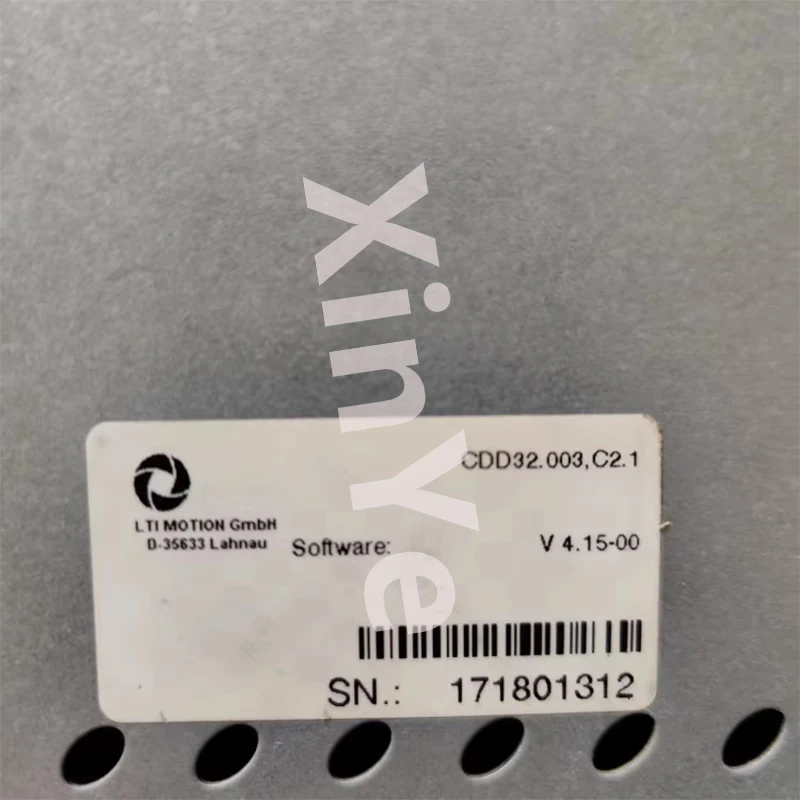 XinYe
CDD32.003,C2.1
LTI MOTION GmbH
D-35633 Lahnau
Software: V 4.15-00
SN.: 171801312